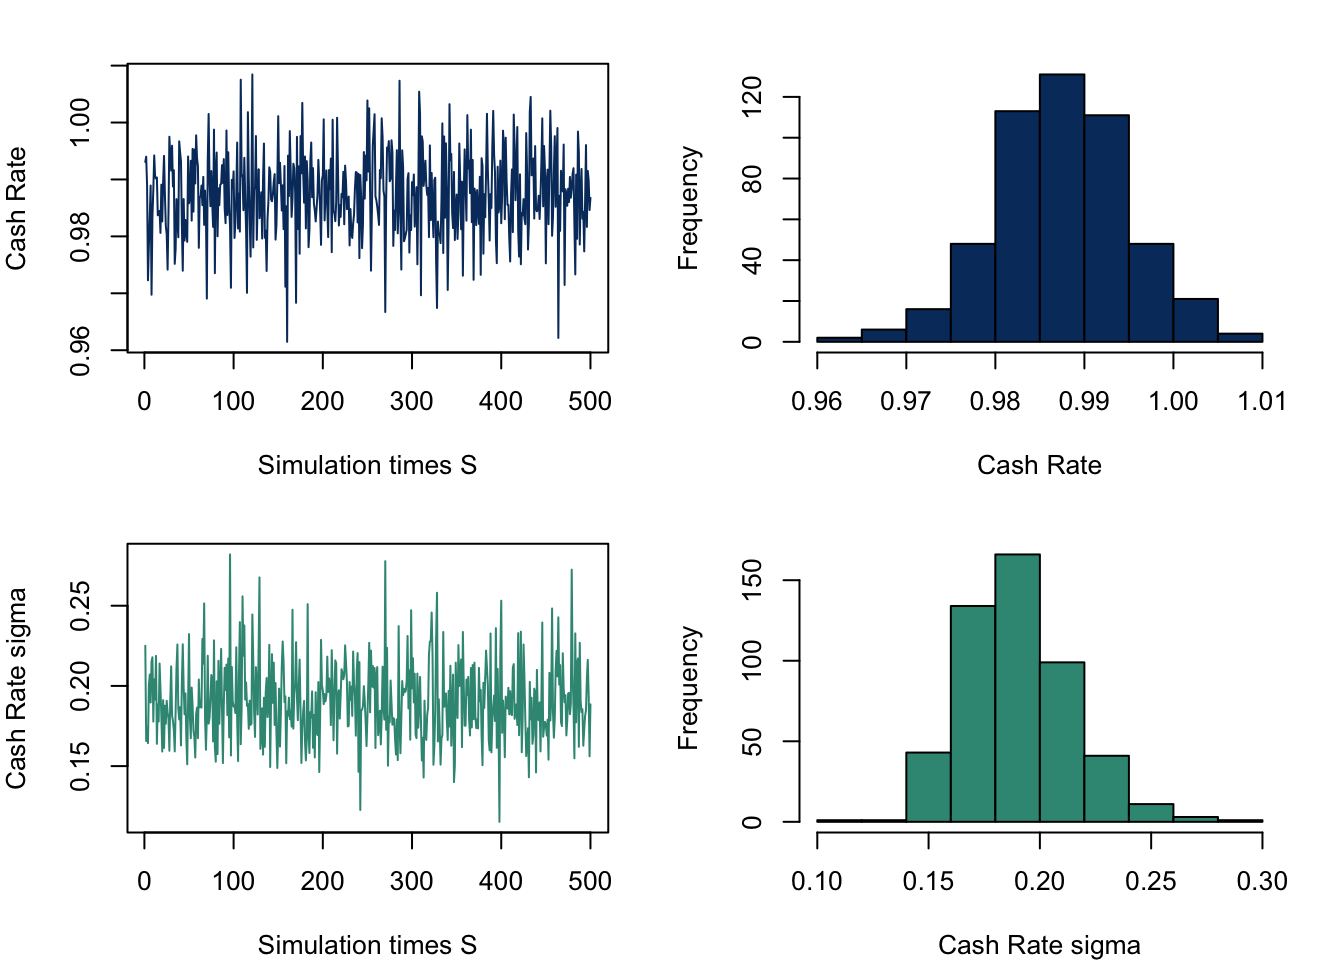 Cash Rate
0.96 0.98 1.00
0 100 200 300 400 500
Simulation times S
Frequency
0 40 80 120
0.96 0.97 0.98 0.99 1.00 1.01
Cash Rate
Cash Rate sigma
0.15 0.20 0.25
0 100 200 300 400 500
Simulation times S
Frequency
0 50 100 150
0.10 0.15 0.20 0.25 0.30
Cash Rate sigma